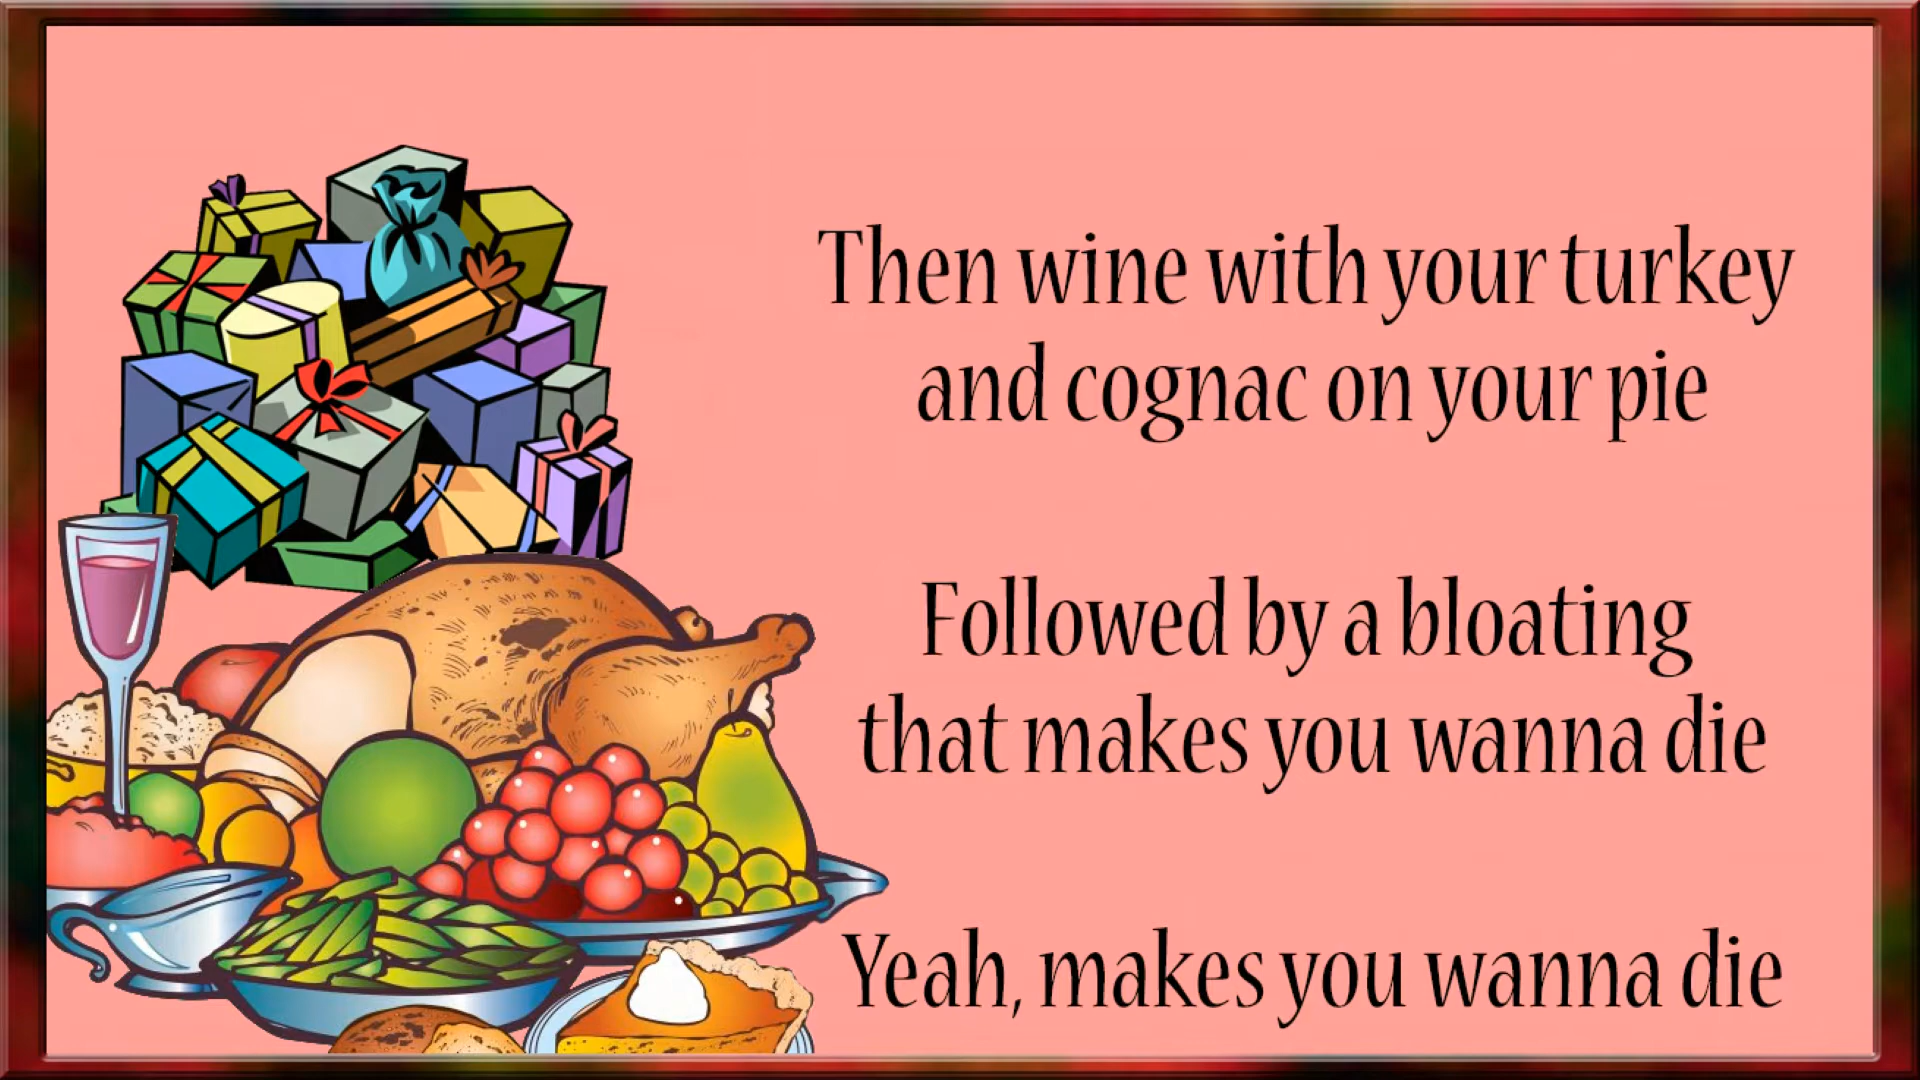 Then wine with your turkey
and cognac on your pie
Followed by a bloating
that makes you wanna die
Yeah, makes you wanna die